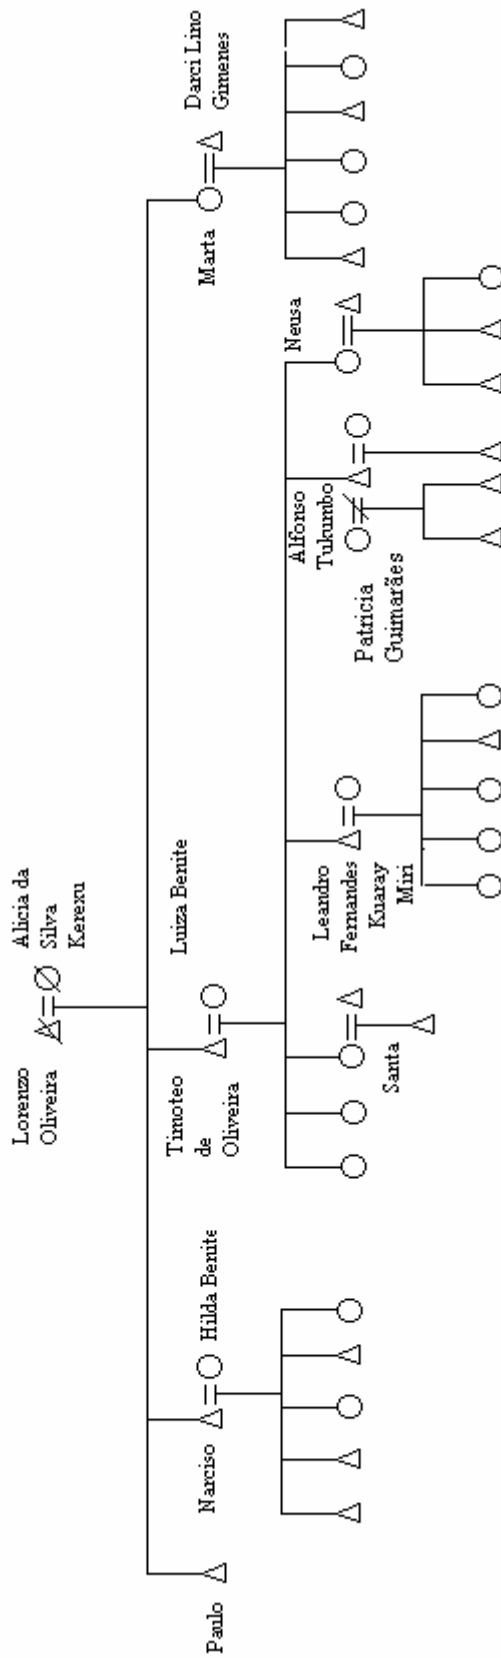 Lorenzo
Oliveira
Alicia da
Silva
Kerexu
Paulo
Narciso
Hilda Benite
Timoteo
de
Oliveira
Luiza Benite
Marta
Darci Lino
Gimenes
Santa
Leandro
Fernandes
Kuaray
Miri
Alfonso
Tukumbo
Patricia
Guimarães
Neusa